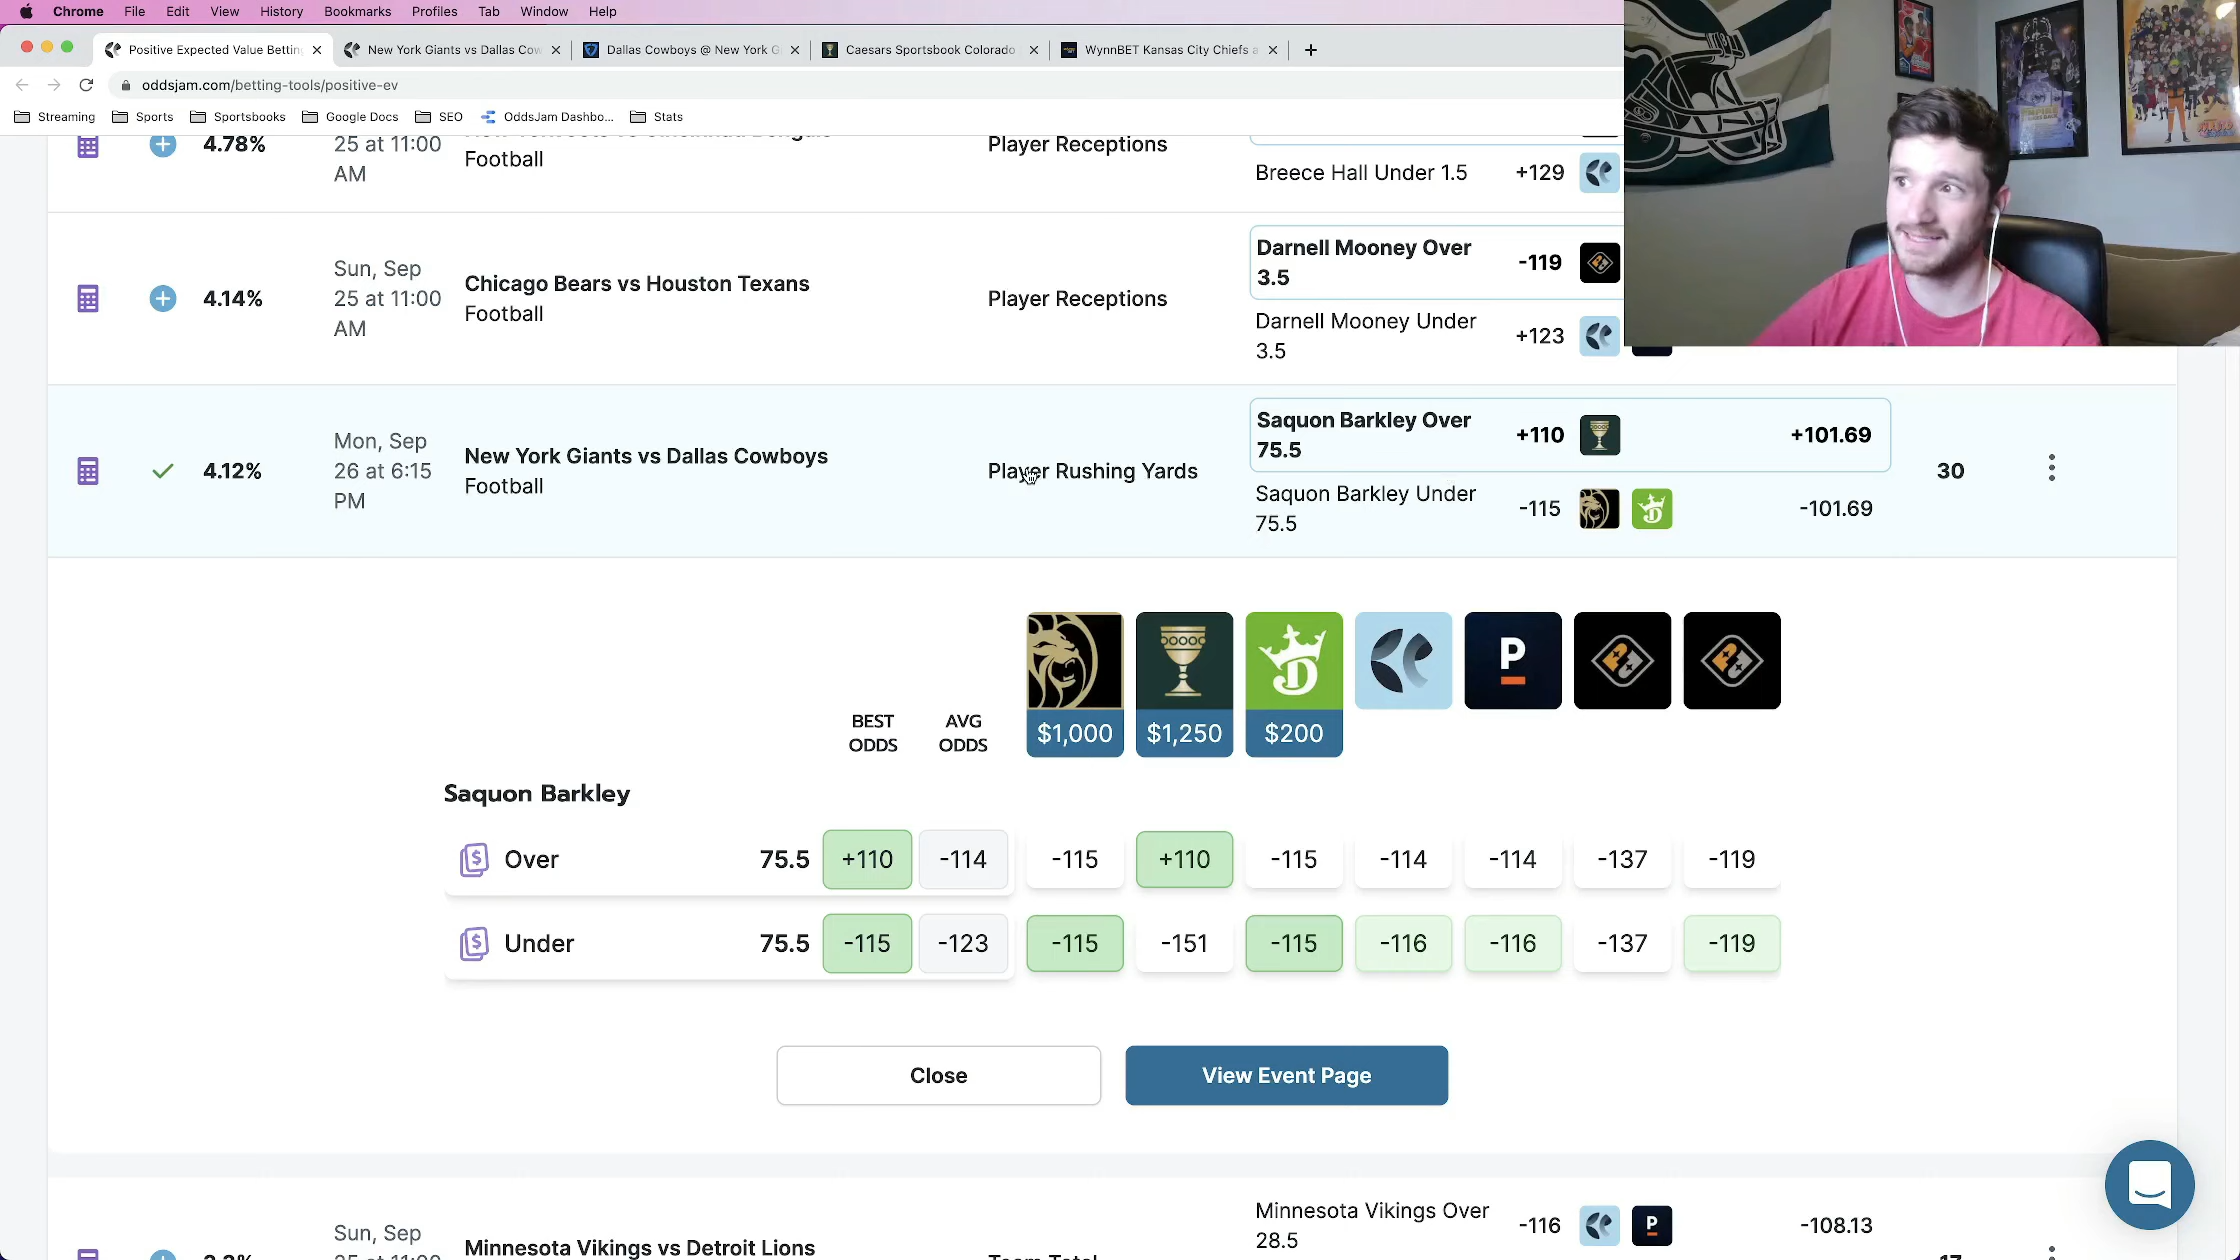 Chrome File Edit View History Bookmarks Profiles Tab Window Help
Positive Expected Value Bettin
New York Giants vs Dallas Cow
Dallas Cowboys @ New York G
Caesars Sportsbook Colorado
WynnBET Kansas City Chiefs a
oddsjam.com/betting-tools/positive-ev
Streaming Sports Sportsbooks Google Docs SEO OddsJam Dashbo... Stats
4.78%
25 at 11:00
AM
Football
Player Receptions
Breece Hall Under 1.5 +129
4.14%
Sun, Sep
25 at 11:00
AM
Chicago Bears vs Houston Texans
Football
Player Receptions
Darnell Mooney Over
3.5
-119
Darnell Mooney Under
3.5
+123
4.12%
Mon, Sep
26 at 6:15
PM
New York Giants vs Dallas Cowboys
Football
Player Rushing Yards
Saquon Barkley Over
75.5
+110
+101.69
Saquon Barkley Under
75.5
-115
-101.69
30
P
BEST
ODDS
AVG
ODDS
$1,000 $1,250 $200
Saquon Barkley
Over 75.5 +110 -114 -115 +110 -115 -114 -114 -137 -119
Under 75.5 -115 -123 -115 -151 -115 -116 -116 -137 -119
Close View Event Page
Sun, Sep
Minnesota Vikings vs Detroit Lions
Minnesota Vikings Over
28.5
-116
P
-108.13